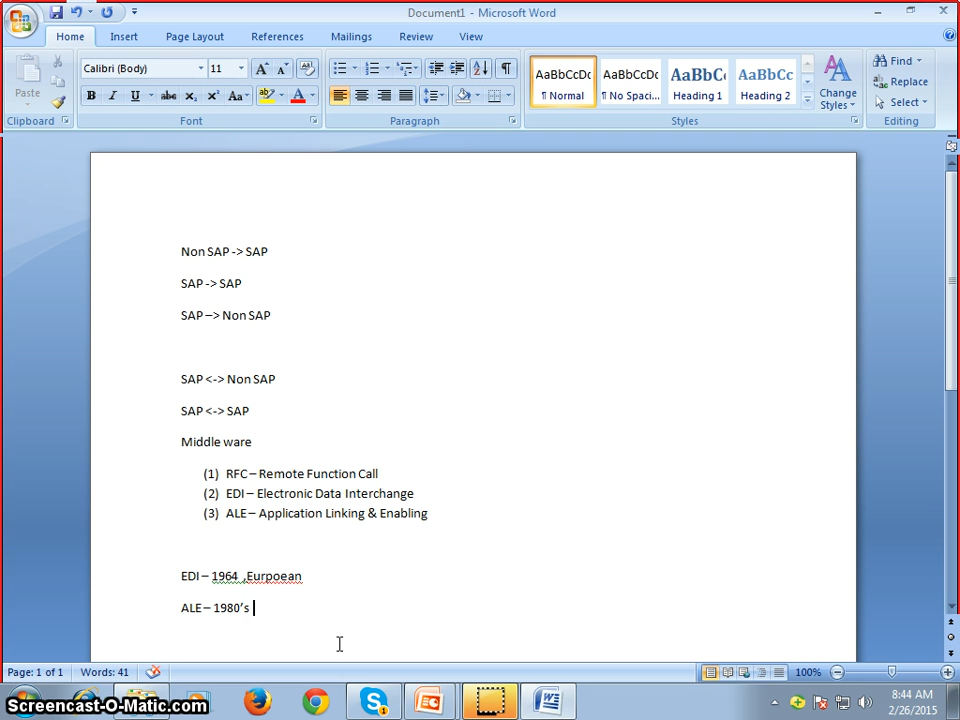 Document1 - Microsoft Word
Home Insert Page Layout References Mailings Review View
Paste
Calibri (Body) 11
AaBbCcDc AaBbCcDc AaBbC AaBbCc
¶ Normal ¶ No Spaci... Heading 1 Heading 2
Change Styles
Find
Replace
Select
Clipboard Font Paragraph Styles Editing
Non SAP -> SAP
SAP -> SAP
SAP –> Non SAP
SAP <-> Non SAP
SAP <-> SAP
Middle ware
(1) RFC – Remote Function Call
(2) EDI – Electronic Data Interchange
(3) ALE – Application Linking & Enabling
EDI – 1964 ,Eurpoean
ALE – 1980’s
Page: 1 of 1 Words: 41 100%
Screencast-O-Matic.com
8:44 AM
2/26/2015